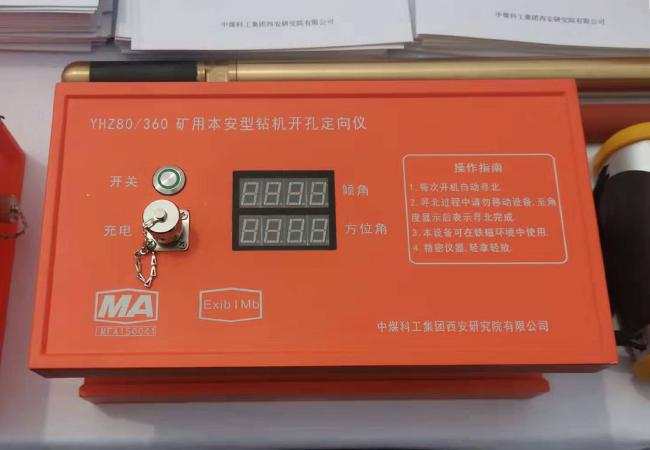 中煤科工集团西安研究院有限公司
中煤科工集团西安研究院有限公司
YHZ80/360 矿用本安型钻机开孔定向仪
开关
充电
倾角
方位角
操作指南
1. 每次开机自动寻北.
2. 寻北过程中请勿移动设备, 至角
度显示后表示寻北完成.
3. 本设备可在铁磁环境中使用.
4. 精密仪器, 轻拿轻放.
MA
MFA150041
Exib I Mb
中煤科工集团西安研究院有限公司